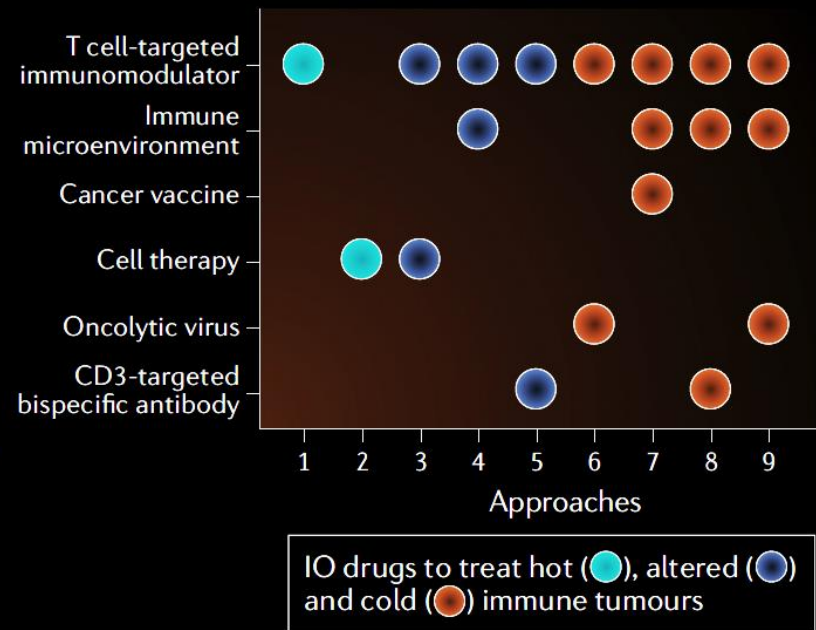 T cell-targeted
immunomodulator
Immune
microenvironment
Cancer vaccine
Cell therapy
Oncolytic virus
CD3-targeted
bispecific antibody
1 2 3 4 5 6 7 8 9
Approaches
IO drugs to treat hot ( ), altered ( )
and cold ( ) immune tumours